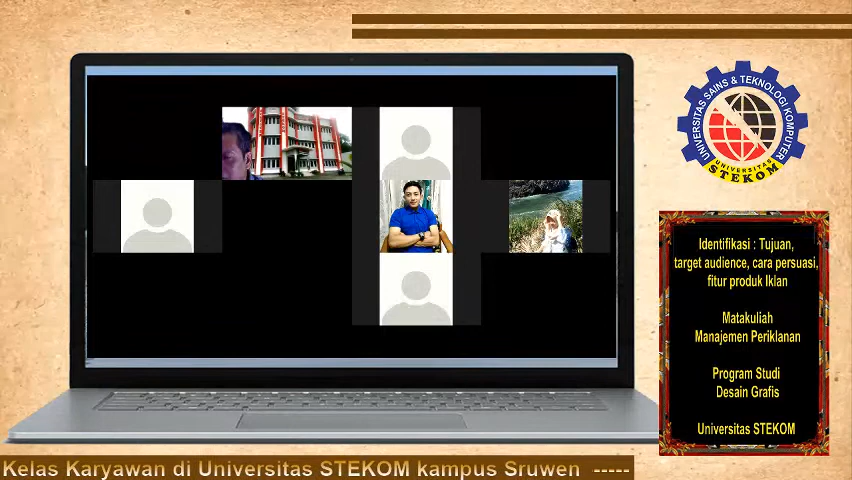 UNIVERSITAS SAINS & TEKNOLOGI KOMPUTER
UNIVERSITAS
STEKOM
Identifikasi : Tujuan,
target audience, cara persuasi,
fitur produk Iklan
Matakuliah
Manajemen Periklanan
Program Studi
Desain Grafis
Universitas STEKOM
Kelas Karyawan di Universitas STEKOM kampus Sruwen -----